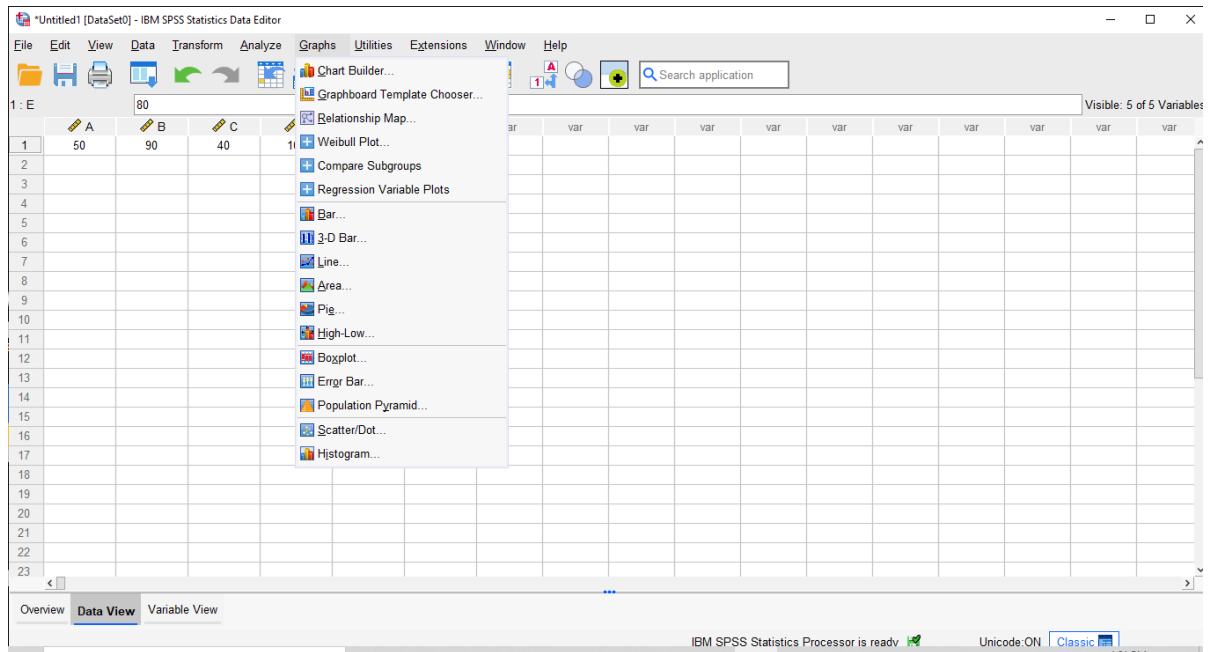 *Untitled1 [DataSet0] - IBM SPSS Statistics Data Editor
File Edit View Data Transform Analyze Graphs Utilities Extensions Window Help
Search application
1 : E 80 Visible: 5 of 5 Variables
A B C var var var var var var var var var var
1 50 90 40
2
3
4
5
6
7
8
9
10
11
12
13
14
15
16
17
18
19
20
21
22
23
Chart Builder...
Graphboard Template Chooser...
Relationship Map...
Weibull Plot...
Compare Subgroups
Regression Variable Plots
Bar...
3-D Bar...
Line...
Area...
Pie...
High-Low...
Boxplot...
Error Bar...
Population Pyramid...
Scatter/Dot...
Histogram...
Overview Data View Variable View
IBM SPSS Statistics Processor is ready Unicode:ON Classic